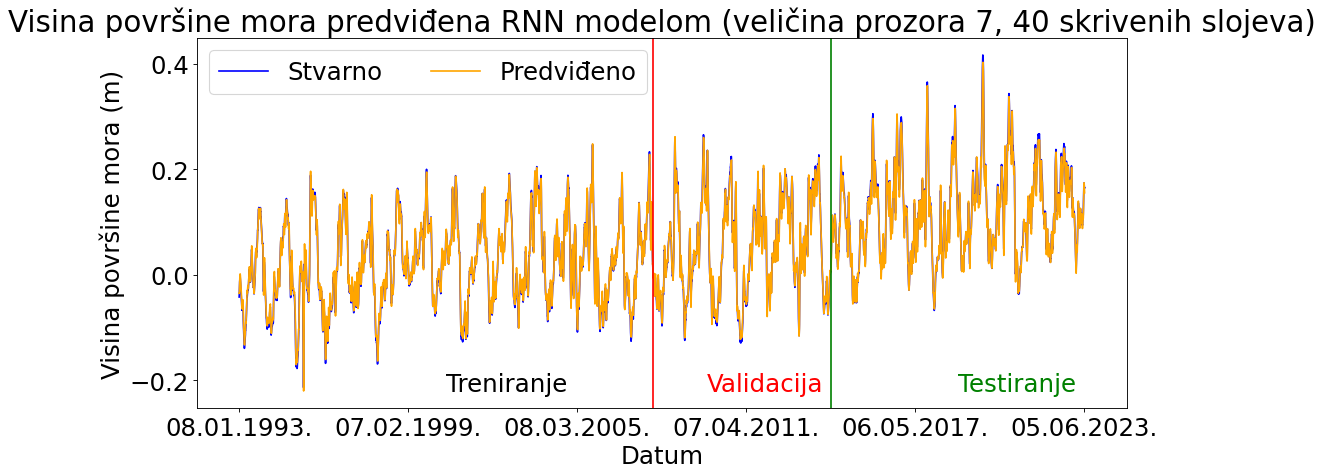 Visina površine mora predviđena RNN modelom (veličina prozora 7, 40 skrivenih slojeva)
Stvarno Predviđeno
Visina površine mora (m)
0.4
0.2
0.0
−0.2
Treniranje Validacija Testiranje
08.01.1993. 07.02.1999. 08.03.2005. 07.04.2011. 06.05.2017. 05.06.2023.
Datum